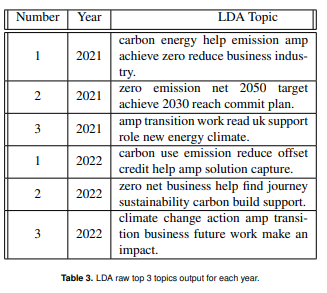 Number Year LDA Topic
1 2021 carbon energy help emission amp
achieve zero reduce business indus-
try.
2 2021 zero emission net 2050 target
achieve 2030 reach commit plan.
3 2021 amp transition work read uk support
role new energy climate.
1 2022 carbon use emission reduce offset
credit help amp solution capture.
2 2022 zero net business help find journey
sustainability carbon build support.
3 2022 climate change action amp transi-
tion business future work make an
impact.
Table 3. LDA raw top 3 topics output for each year.